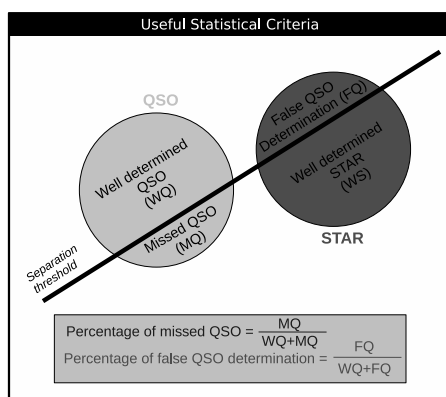 Useful Statistical Criteria
QSO
False QSO
Determination (FQ)
Well determined
QSO
(WQ)
Well determined
STAR
(WS)
Missed QSO
(MQ)
STAR
Separation
threshold
Percentage of missed QSO = MQ
WQ+MQ
Percentage of false QSO determination = FQ
WQ+FQ